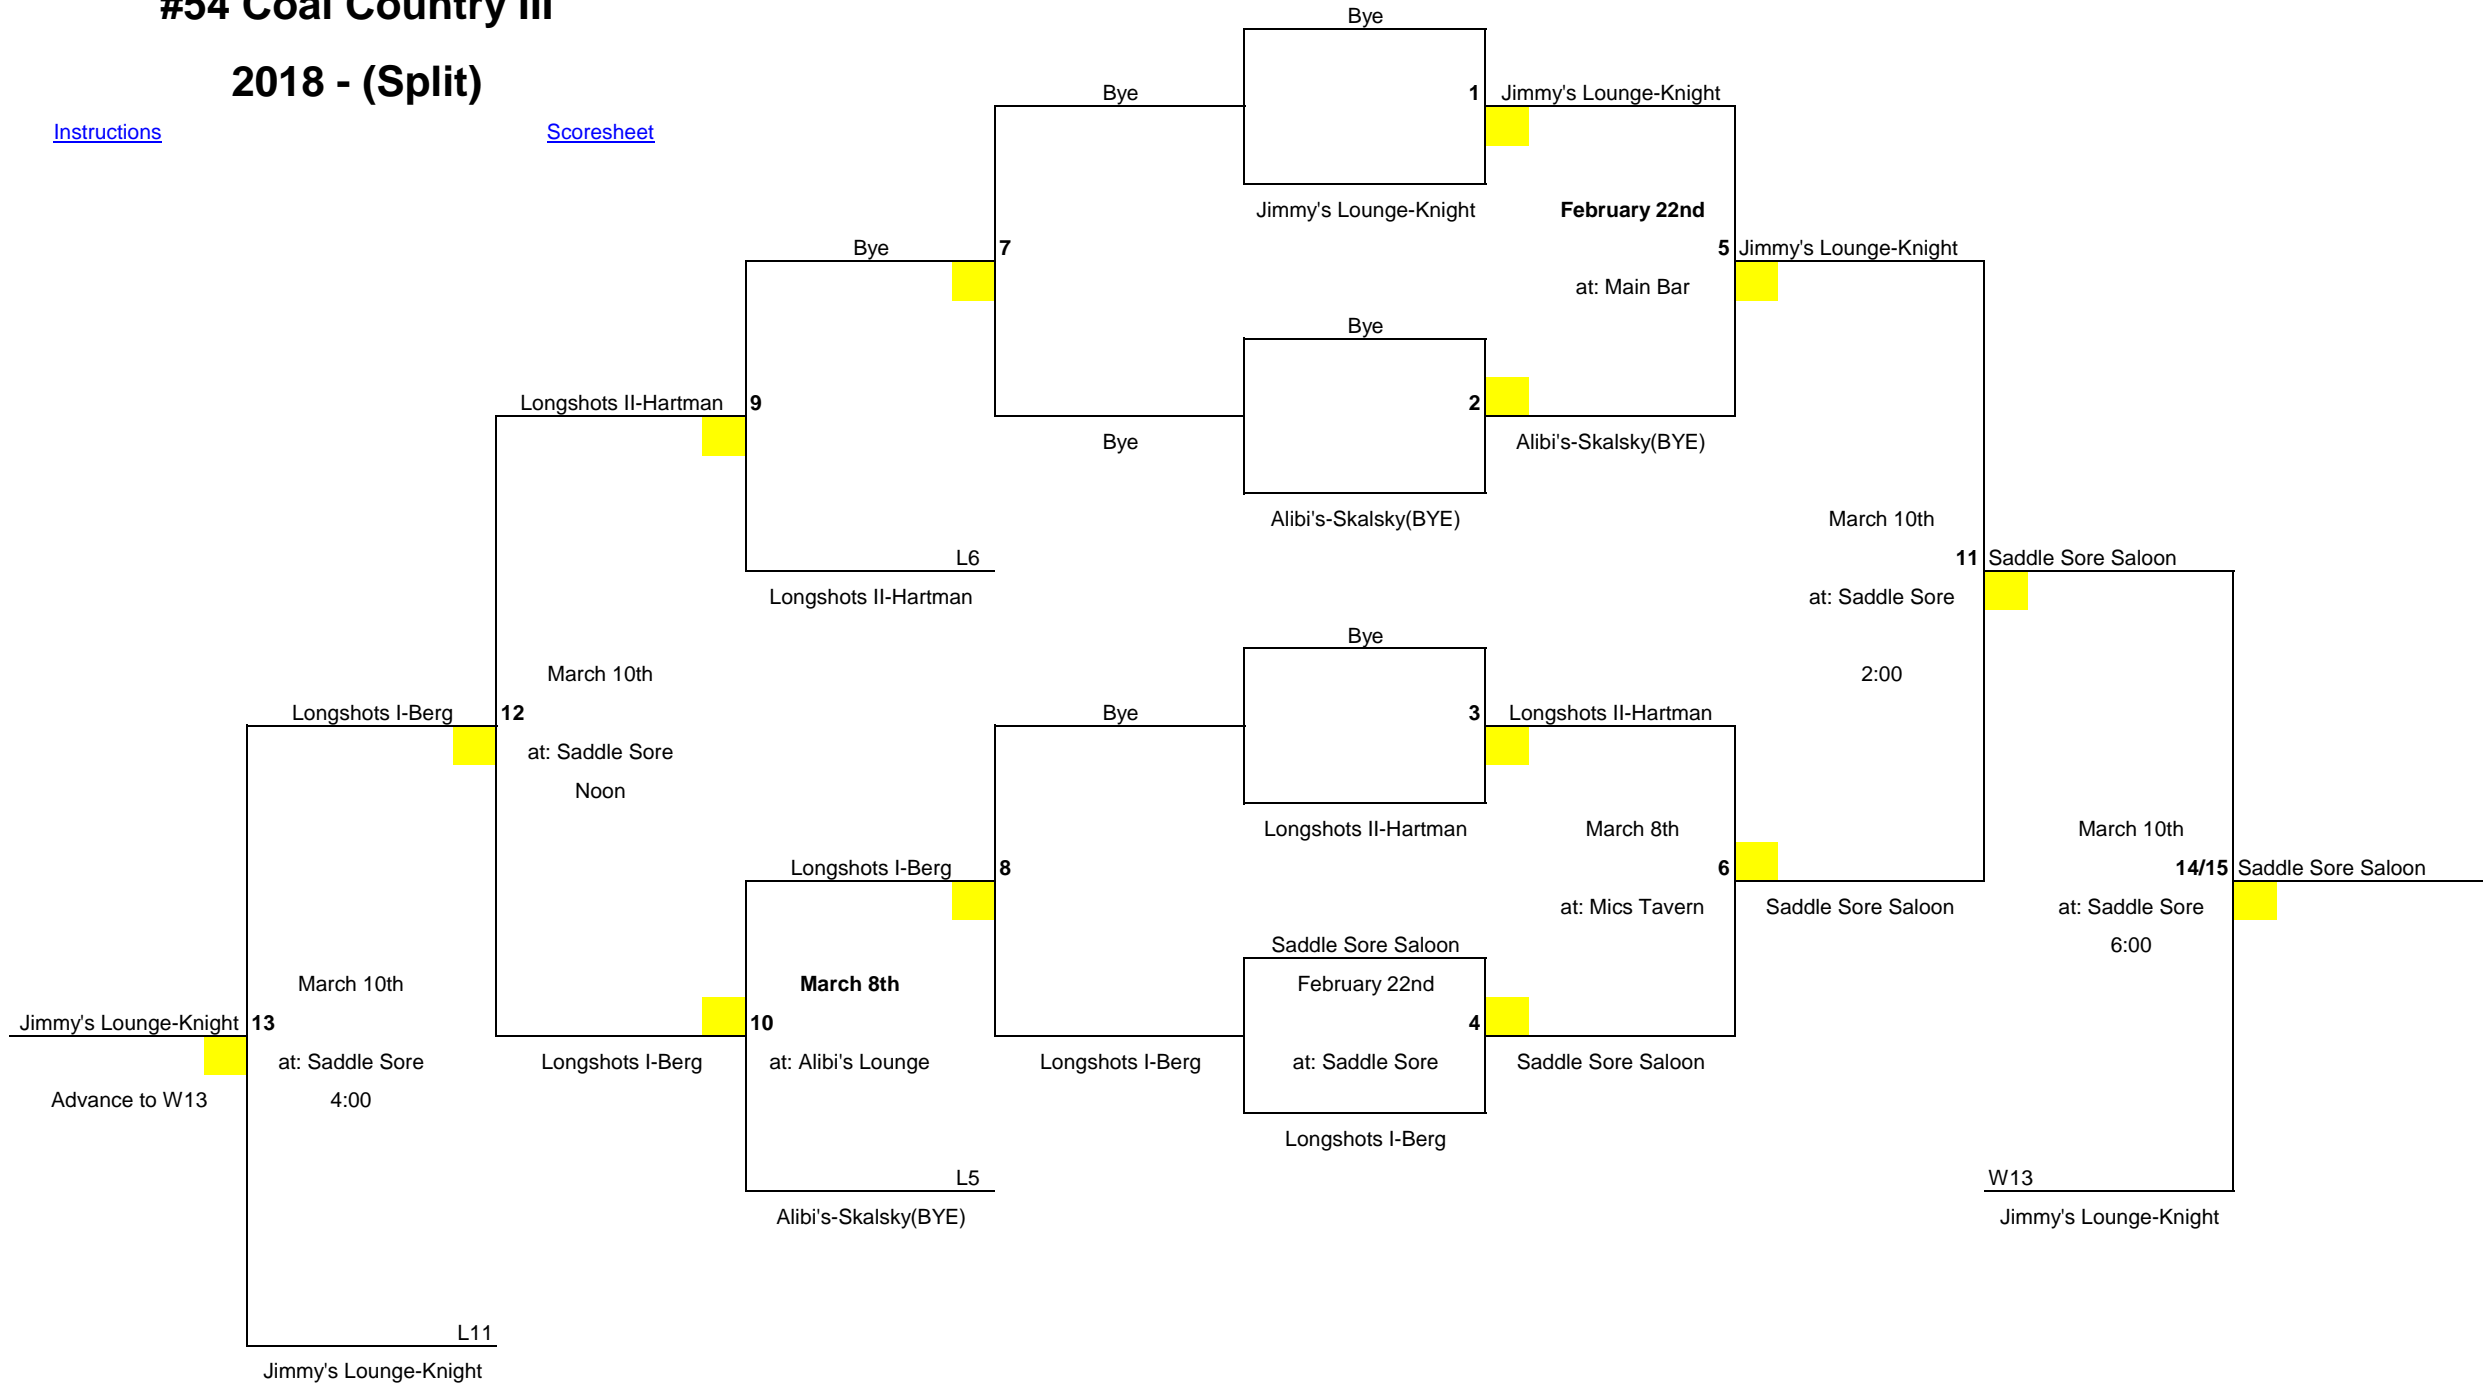 #54 Coal Country III
Bye
2018 - (Split)
Bye
1 Jimmy's Lounge-Knight
Instructions
Scoresheet
Jimmy's Lounge-Knight
February 22nd
Bye
7
5 Jimmy's Lounge-Knight
at: Main Bar
Bye
Longshots II-Hartman 9
2
Bye
Alibi's-Skalsky(BYE)
Alibi's-Skalsky(BYE)
March 10th
L6
11 Saddle Sore Saloon
Longshots II-Hartman
at: Saddle Sore
Bye
March 10th
2:00
Longshots I-Berg 12
Bye
3 Longshots II-Hartman
at: Saddle Sore
Noon
Longshots II-Hartman
March 8th
March 10th
Longshots I-Berg 8
6
14/15 Saddle Sore Saloon
at: Mics Tavern
Saddle Sore Saloon
at: Saddle Sore
Saddle Sore Saloon
6:00
March 10th
March 8th
February 22nd
Jimmy's Lounge-Knight 13
10
4
at: Saddle Sore
Longshots I-Berg
at: Alibi's Lounge
Longshots I-Berg
at: Saddle Sore
Saddle Sore Saloon
Advance to W13
4:00
Longshots I-Berg
L5
W13
Alibi's-Skalsky(BYE)
Jimmy's Lounge-Knight
L11
Jimmy's Lounge-Knight